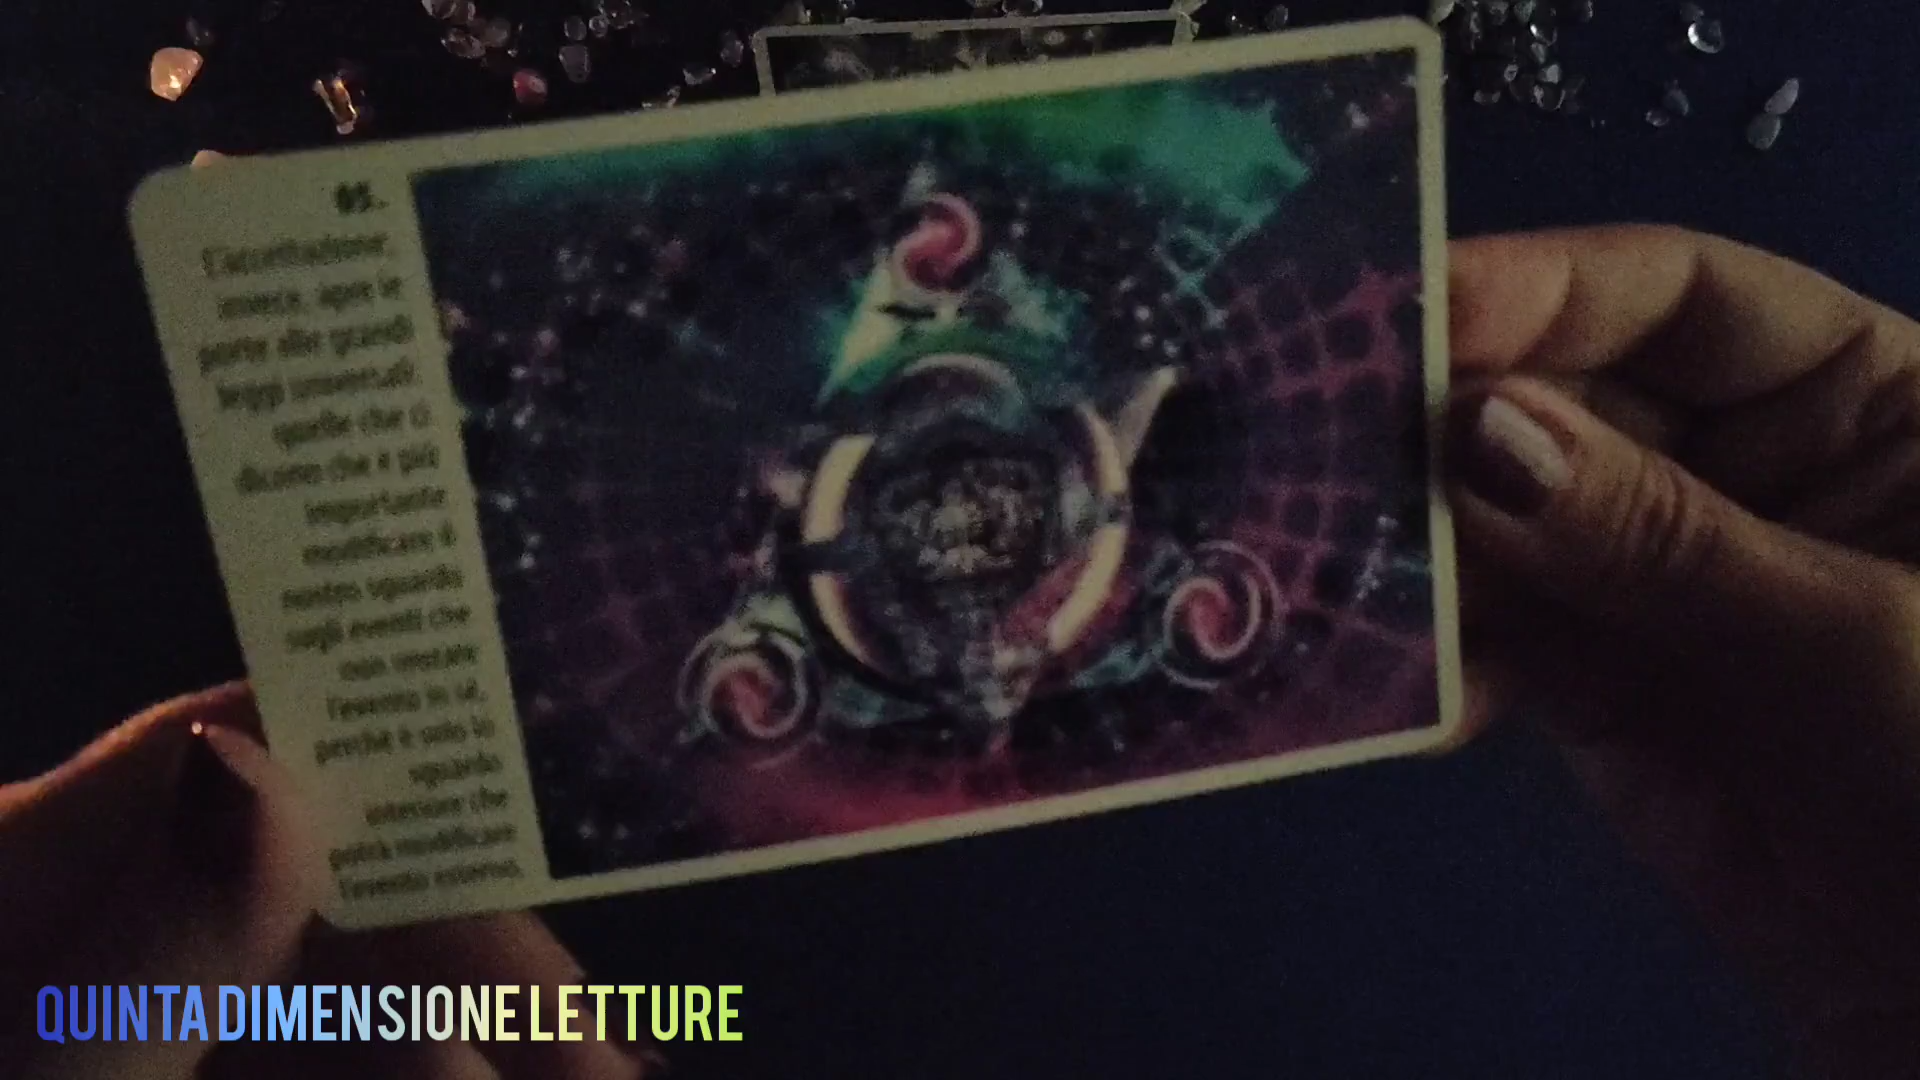 05.
L'accettazione,
invece, apre le
porte alle grandi
leggi universali,
quelle che ci
dicono che è più
importante
modificare il
nostro sguardo
sugli eventi che
non
l'evento in sé,
perché è solo lo
sguardo
interiore che
potrà modificare
l'evento esterno.
QUINTA DIMENSIONE LETTURE